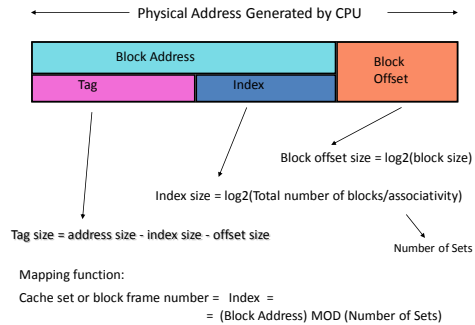 Physical Address Generated by CPU
Block Address
Block
Offset
Tag
Index
Block offset size = log2(block size)
Index size = log2(Total number of blocks/associativity)
Tag size = address size - index size - offset size
Number of Sets
Mapping function:
Cache set or block frame number = Index =
= (Block Address) MOD (Number of Sets)